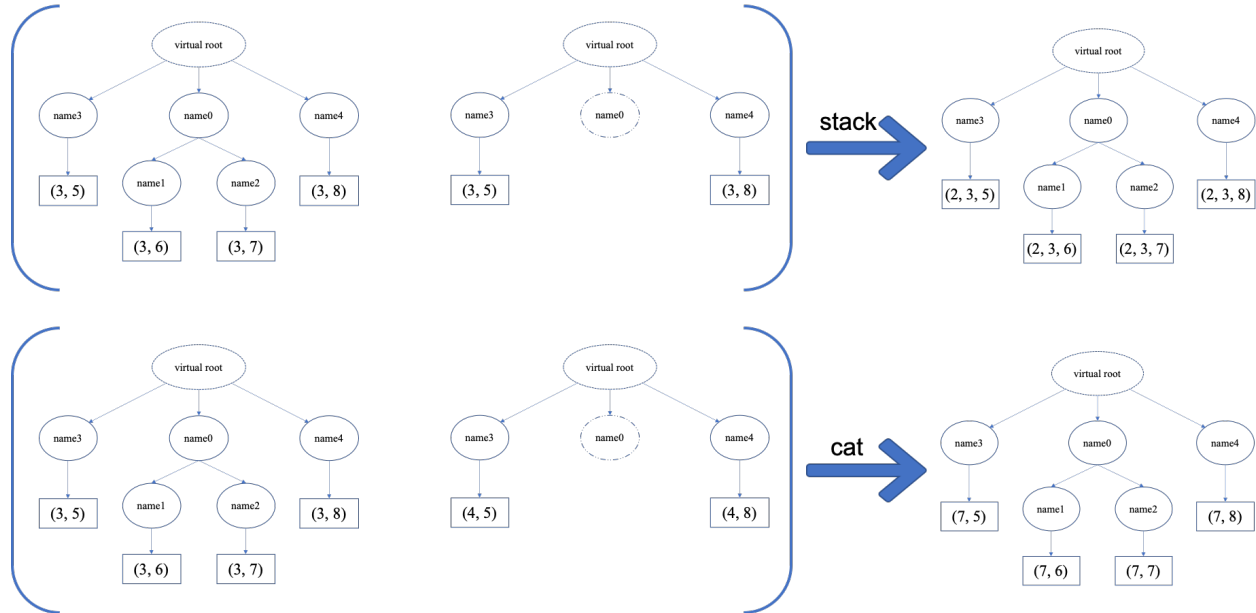 virtual root
name3
name0
name4
(3, 5)
name1
name2
(3, 8)
(3, 6)
(3, 7)
virtual root
name3
name0
name4
(3, 5)
(3, 8)
stack
virtual root
name3
name0
name4
(2, 3, 5)
name1
name2
(2, 3, 8)
(2, 3, 6)
(2, 3, 7)
virtual root
name3
name0
name4
(3, 5)
name1
name2
(3, 8)
(3, 6)
(3, 7)
virtual root
name3
name0
name4
(4, 5)
(4, 8)
cat
virtual root
name3
name0
name4
(7, 5)
name1
name2
(7, 8)
(7, 6)
(7, 7)